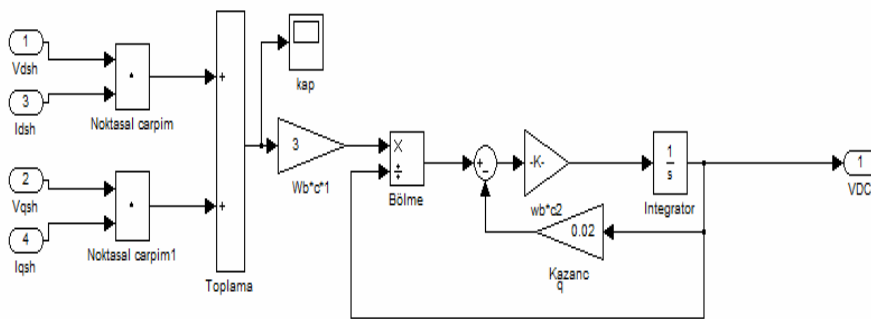 1
Vdsh
3
Idsh
Noktasal carpim
2
Vqsh
4
Iqsh
Noktasal carpim1
+
+
Toplama
kap
3
Wb*c*1
×
÷
Bölme
+
−
-K-
wb*c2
0.02
Kazanc
q
1
s
Integrator
1
VDC